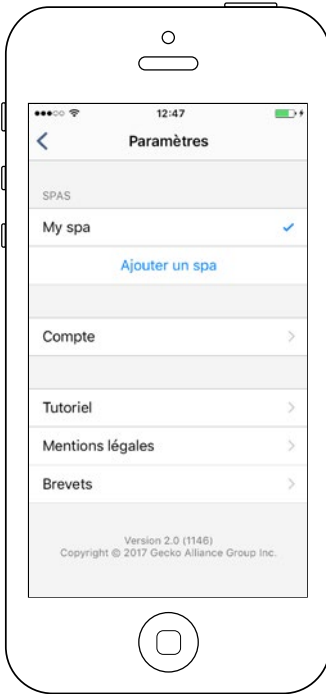 12:47
Paramètres
SPAS
My spa
Ajouter un spa
Compte
Tutoriel
Mentions légales
Brevets
Version 2.0 (1146)
Copyright © 2017 Gecko Alliance Group Inc.